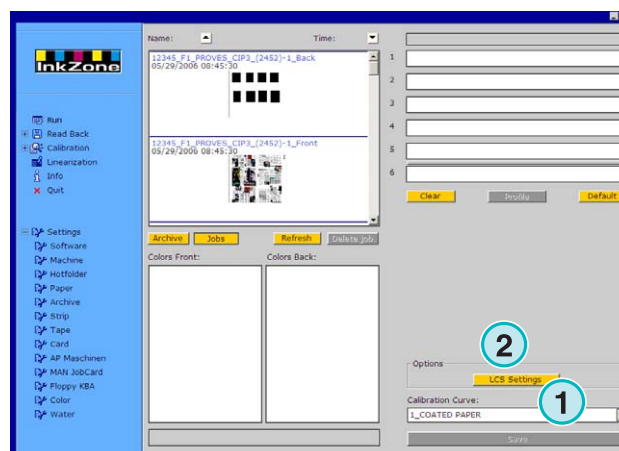 InkZone
Run
Read Back
Calibration
Linearization
Info
Quit
Settings
Software
Machine
Hotfolder
Paper
Archive
Strip
Tape
Card
AP Maschinen
MAN JobCard
Floppy KBA
Color
Water
Name: Time:
12345_F1_PROVES_CIP3_(2452)-1_Back
05/29/2006 08:45:30
12345_F1_PROVES_CIP3_(2452)-1_Front
05/29/2006 08:45:30
Archive Jobs Refresh Delete job
Colors Front: Colors Back:
1
2
3
4
5
6
Clear Profile Default
2
Options
LCS Settings
1
Calibration Curve:
1_COATED PAPER
Save